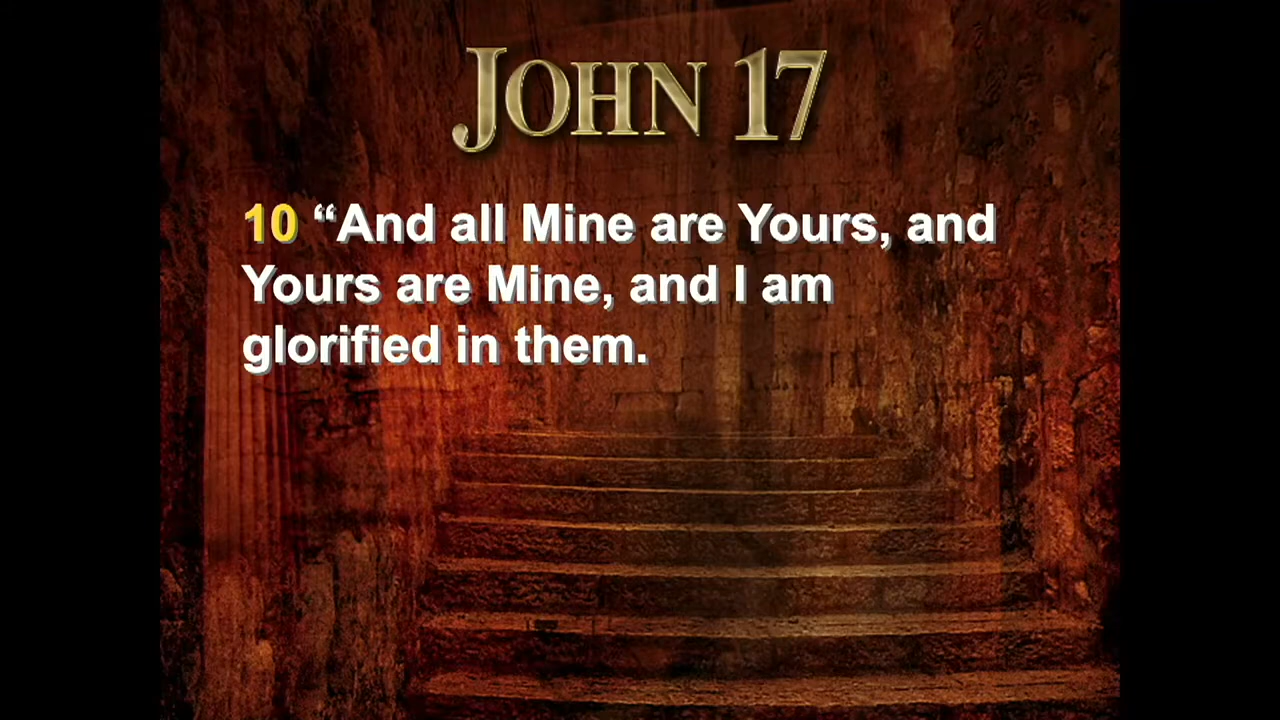 JOHN 17
10 “And all Mine are Yours, and
Yours are Mine, and I am
glorified in them.